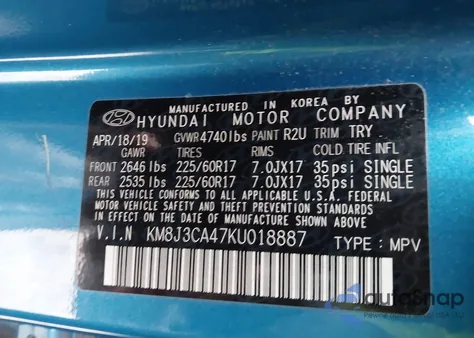 MANUFACTURED IN KOREA BY
HYUNDAI MOTOR COMPANY
APR/18/19 GVWR 4740lbs PAINT R2U TRIM TRY
GAWR TIRES RIMS COLD TIRE INFL
FRONT 2646 lbs 225/60R17 7.0JX17 35psi SINGLE
REAR 2535 lbs 225/60R17 7.0JX17 35psi SINGLE
THIS VEHICLE CONFORMS TO ALL APPLICABLE U.S.A. FEDERAL
MOTOR VEHICLE SAFETY AND THEFT PREVENTION STANDARDS
IN EFFECT ON THE DATE OF MANUFACTURE SHOWN ABOVE.
V.I.N KM8J3CA47KU018887 TYPE: MPV
AutoSnap